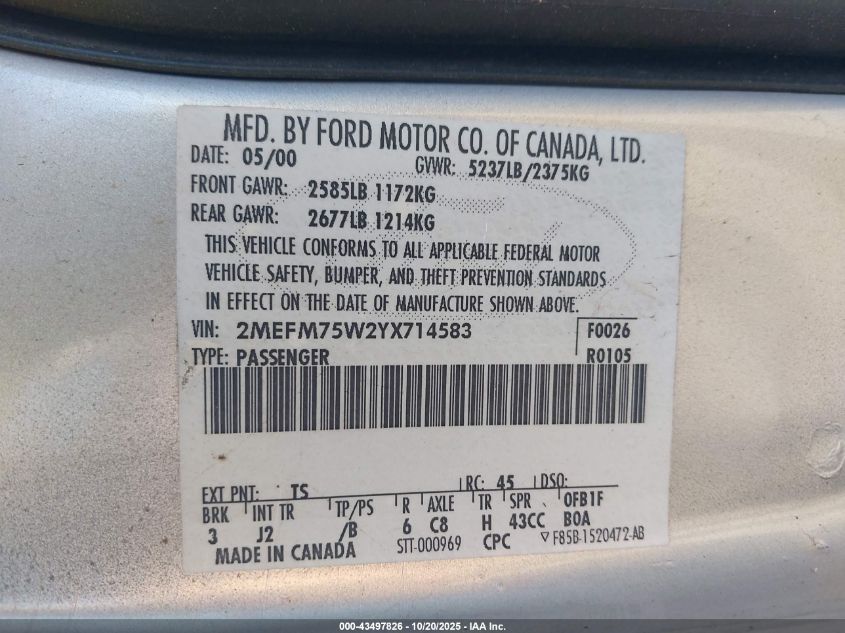 MFD. BY FORD MOTOR CO. OF CANADA, LTD.
DATE: 05/00 GVWR: 5237LB/2375KG
FRONT GAWR: 2585LB 1172KG
REAR GAWR: 2677LB 1214KG
THIS VEHICLE CONFORMS TO ALL APPLICABLE FEDERAL MOTOR
VEHICLE SAFETY, BUMPER, AND THEFT PREVENTION STANDARDS
IN EFFECT ON THE DATE OF MANUFACTURE SHOWN ABOVE.
VIN: 2MEFM75W2YX714583 F0026
TYPE: PASSENGER R0105
EXT PNT: TS RC: 45 DSO:
BRK INT TR TP/PS R AXLE TR SPR OFB1F
3 J2 /B 6 C8 H 43CC BOA
MADE IN CANADA STT-000969 CPC ▽ F85B-1520472-AB
000-43497826 - 10/20/2025 - IAA Inc.